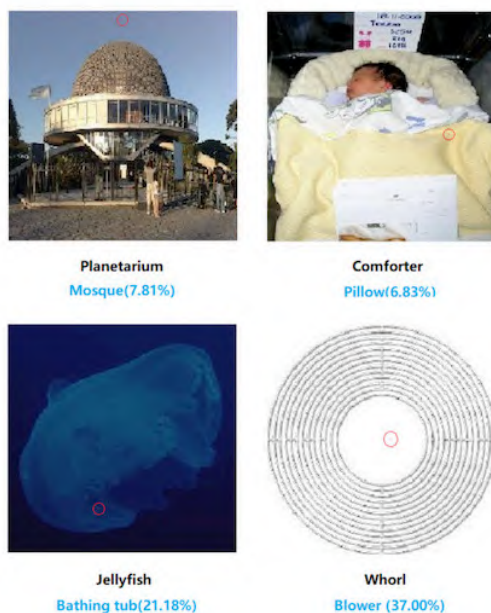 Planetarium
Mosque(7.81%)
Comforter
Pillow(6.83%)
Jellyfish
Bathing tub(21.18%)
Whorl
Blower (37.00%)